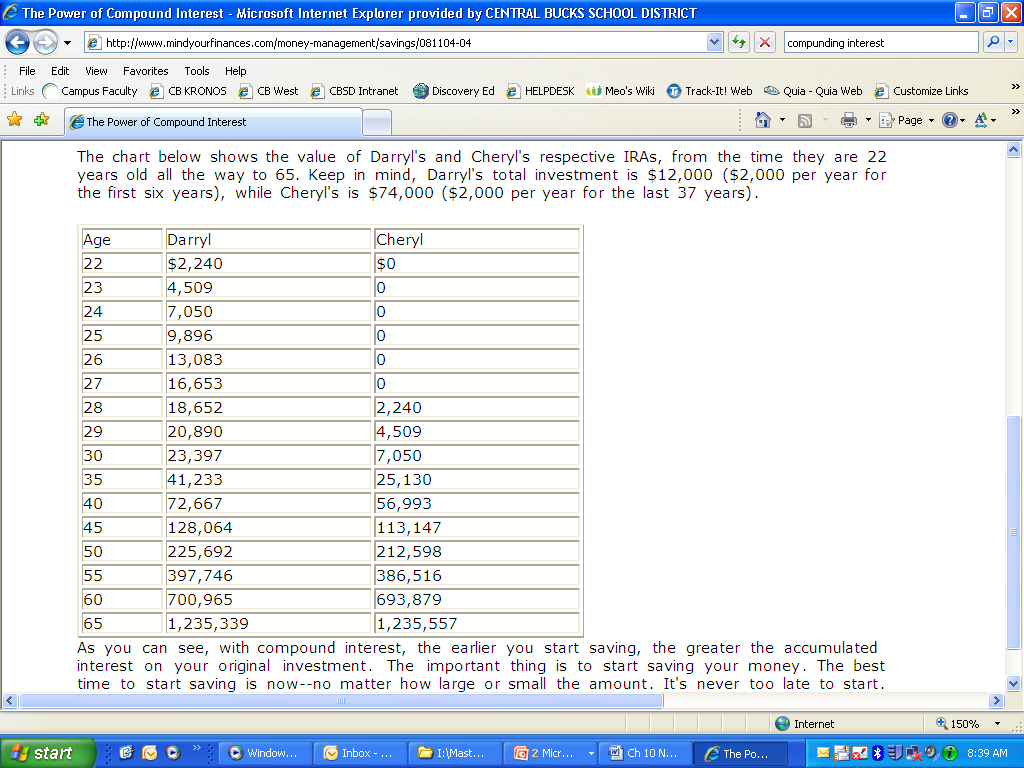 The Power of Compound Interest - Microsoft Internet Explorer provided by CENTRAL BUCKS SCHOOL DISTRICT
http://www.mindyourfinances.com/money-management/savings/081104-04
compunding interest
File Edit View Favorites Tools Help
Links Campus Faculty CB KRONOS CB West CBSD Intranet Discovery Ed HELPDESK Meo's Wiki Track-It! Web Quia - Quia Web Customize Links
The Power of Compound Interest
Page
The chart below shows the value of Darryl's and Cheryl's respective IRAs, from the time they are 22
years old all the way to 65. Keep in mind, Darryl's total investment is $12,000 ($2,000 per year for
the first six years), while Cheryl's is $74,000 ($2,000 per year for the last 37 years).
Age Darryl Cheryl
22 $2,240 $0
23 4,509 0
24 7,050 0
25 9,896 0
26 13,083 0
27 16,653 0
28 18,652 2,240
29 20,890 4,509
30 23,397 7,050
35 41,233 25,130
40 72,667 56,993
45 128,064 113,147
50 225,692 212,598
55 397,746 386,516
60 700,965 693,879
65 1,235,339 1,235,557
As you can see, with compound interest, the earlier you start saving, the greater the accumulated
interest on your original investment. The important thing is to start saving your money. The best
time to start saving is now--no matter how large or small the amount. It's never too late to start.
Internet 150%
start Window... Inbox - ... I:\Mast... 2 Micr... Ch 10 N... The Po... 8:39 AM